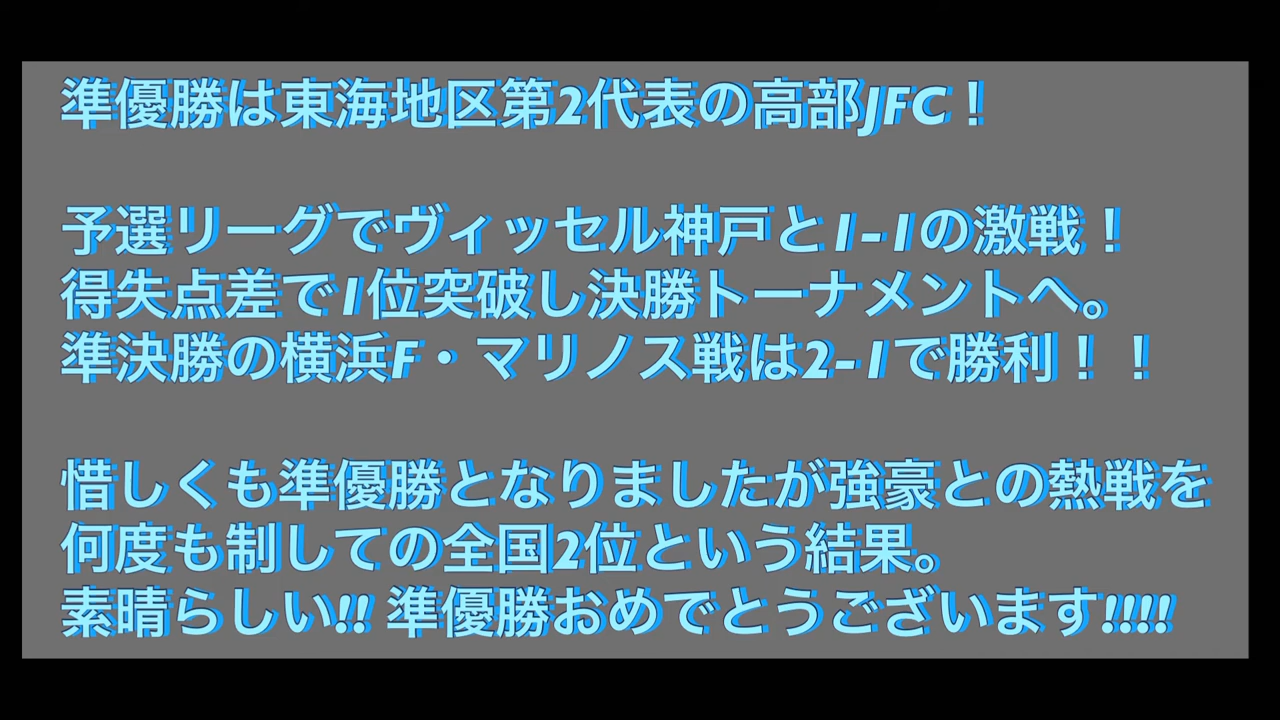 準優勝は東海地区第2代表の高部JFC！
予選リーグでヴィッセル神戸と1-1の激戦！
得失点差で1位突破し決勝トーナメントへ。
準決勝の横浜F・マリノス戦は2-1で勝利！！
惜しくも準優勝となりましたが強豪との熱戦を
何度も制しての全国2位という結果。
素晴らしい!! 準優勝おめでとうございます!!!!